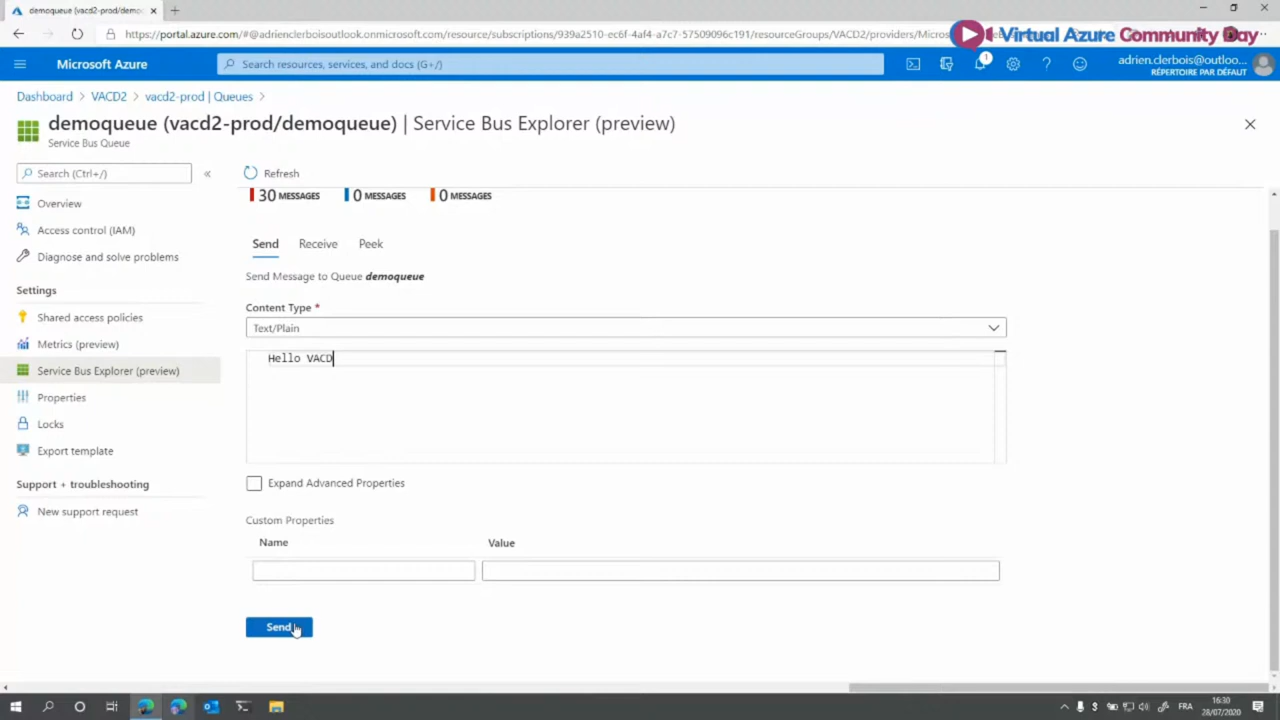 demoqueue (vacd2-prod/demo
https://portal.azure.com/#@adrienclerboisoutlook.onmicrosoft.com/resource/subscriptions/939a2510-ec6f-4af4-a7c7-57509096c191/resourceGroups/VACD2/providers/Micros
Virtual Azure Community Day
Microsoft Azure
Search resources, services, and docs (G+/)
1
adrien.clerbois@outloo...
RÉPERTOIRE PAR DÉFAUT
Dashboard > VACD2 > vacd2-prod | Queues >
demoqueue (vacd2-prod/demoqueue) | Service Bus Explorer (preview)
Service Bus Queue
Search (Ctrl+/)
«
Refresh
30 MESSAGES 0 MESSAGES 0 MESSAGES
Overview
Access control (IAM)
Diagnose and solve problems
Settings
Shared access policies
Metrics (preview)
Service Bus Explorer (preview)
Properties
Locks
Export template
Support + troubleshooting
New support request
Send Receive Peek
Send Message to Queue demoqueue
Content Type *
Text/Plain
Hello VACD
Expand Advanced Properties
Custom Properties
Name Value
Send
FRA
16:30
28/07/2020